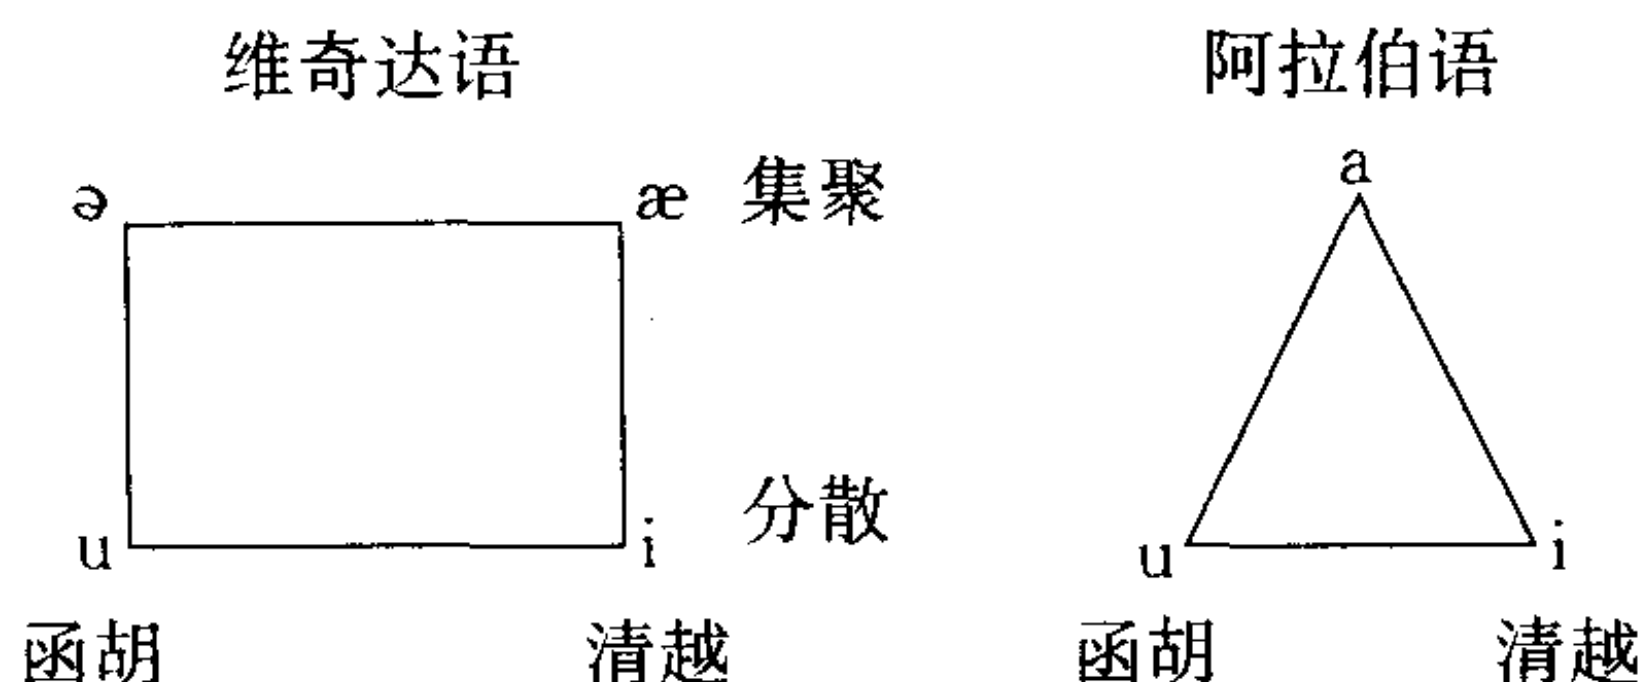 维奇达语 阿拉伯语
a
ə æ 集聚
分散
u i u i
函胡 清越 函胡 清越